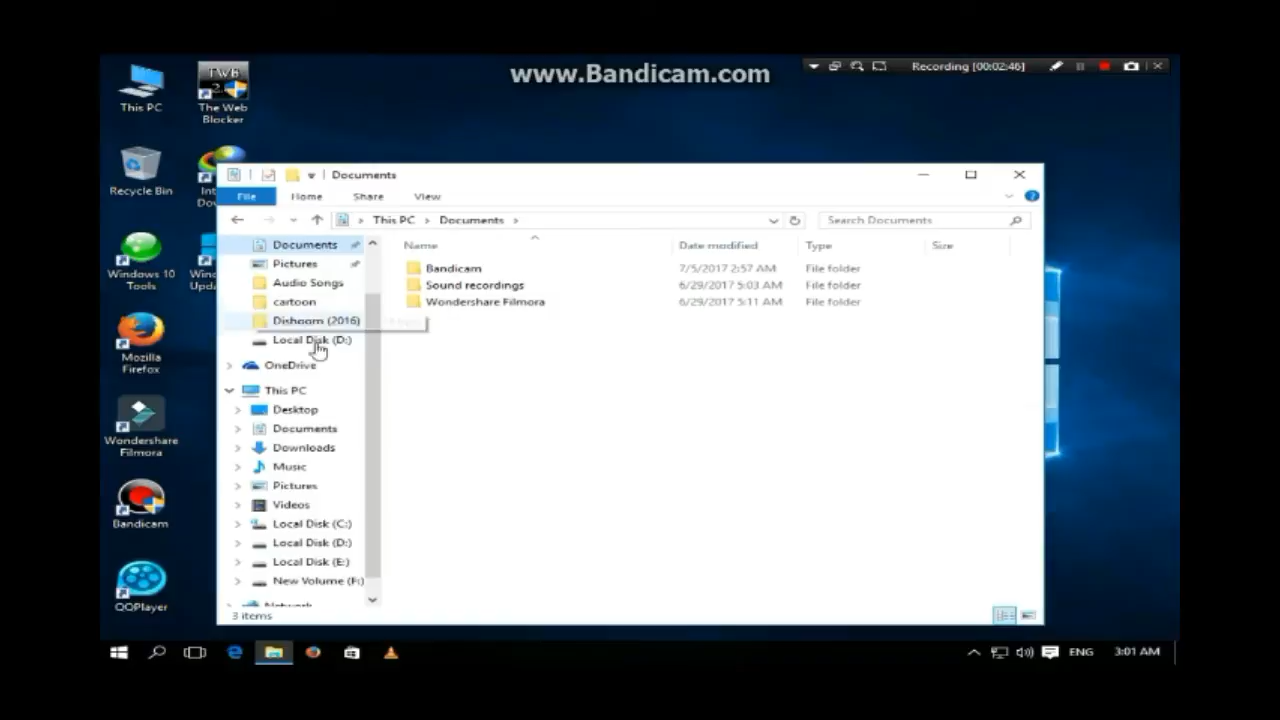 www.Bandicam.com
Recording [00:02:46]
This PC
TWB
The Web
Blocker
Recycle Bin
Documents
File
Home
Share
View
This PC
Documents
Search Documents
Documents
Pictures
Audio Songs
cartoon
Dishoom (2016)
Local Disk (D:)
OneDrive
This PC
Desktop
Documents
Downloads
Music
Pictures
Videos
Local Disk (C:)
Local Disk (D:)
Local Disk (E:)
New Volume (F:)
Name
Date modified
Type
Size
Bandicam
7/5/2017 2:57 AM
File folder
Sound recordings
6/29/2017 5:03 AM
File folder
Wondershare Filmora
6/29/2017 5:11 AM
File folder
3 items
Windows 10
Tools
Mozilla
Firefox
Wondershare
Filmora
Bandicam
QQPlayer
ENG
3:01 AM